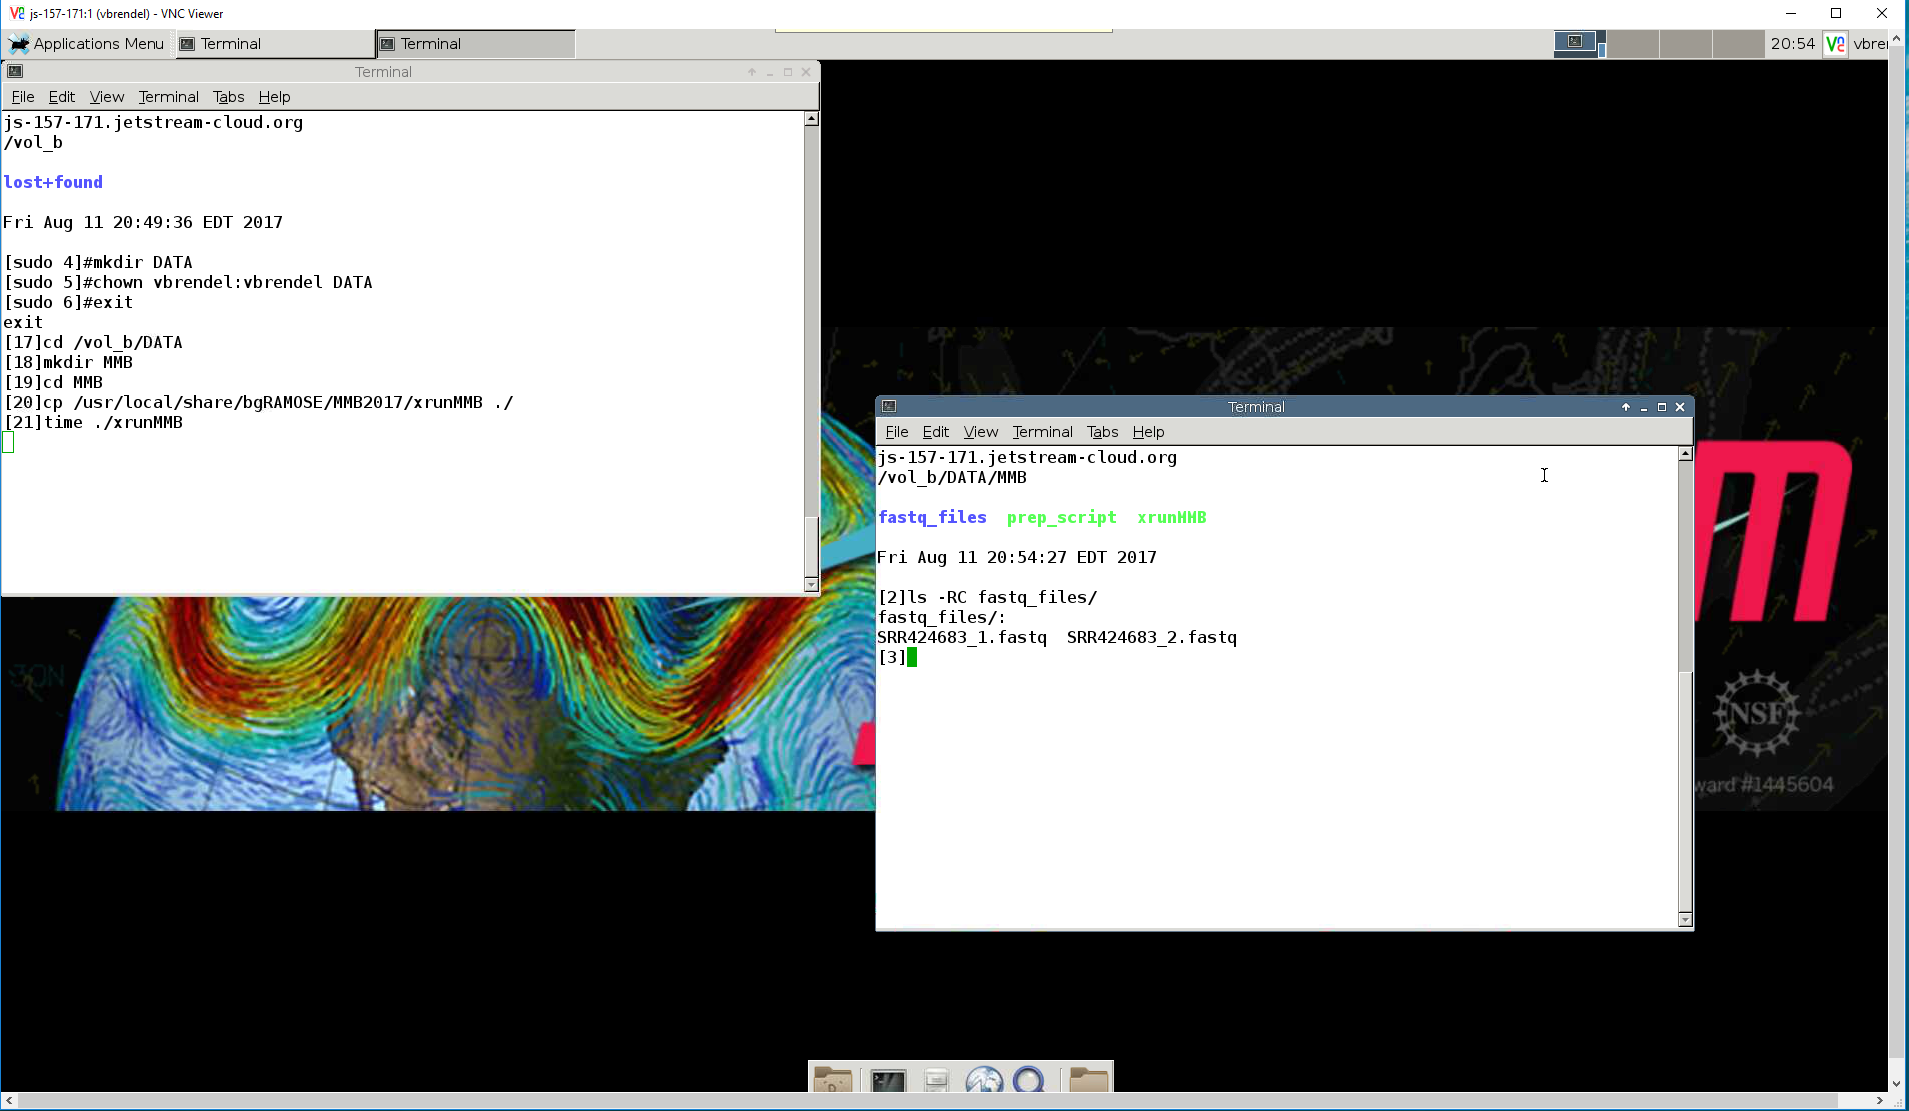 js-157-171:1 (vbrendel) - VNC Viewer
Applications Menu
Terminal
Terminal
20:54
vbre
Terminal
File Edit View Terminal Tabs Help
js-157-171.jetstream-cloud.org
/vol_b
lost+found
Fri Aug 11 20:49:36 EDT 2017
[sudo 4]#mkdir DATA
[sudo 5]#chown vbrendel:vbrendel DATA
[sudo 6]#exit
exit
[17]cd /vol_b/DATA
[18]mkdir MMB
[19]cd MMB
[20]cp /usr/local/share/bgRAMOSE/MMB2017/xrunMMB ./
[21]time ./xrunMMB
Terminal
File Edit View Terminal Tabs Help
js-157-171.jetstream-cloud.org
/vol_b/DATA/MMB
fastq_files prep_script xrunMMB
Fri Aug 11 20:54:27 EDT 2017
[2]ls -RC fastq_files/
fastq_files/:
SRR424683_1.fastq SRR424683_2.fastq
[3]
NSF
ward #1445604